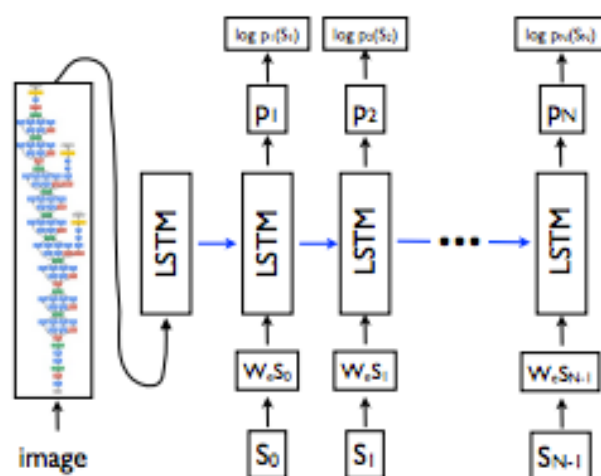 log p₁(S₁) log p₂(S₂) log pN(SN)
p₁ p₂ pN
LSTM LSTM LSTM ••• LSTM
WₑS₀ WₑS₁ WₑSN-1
image S₀ S₁ SN-1